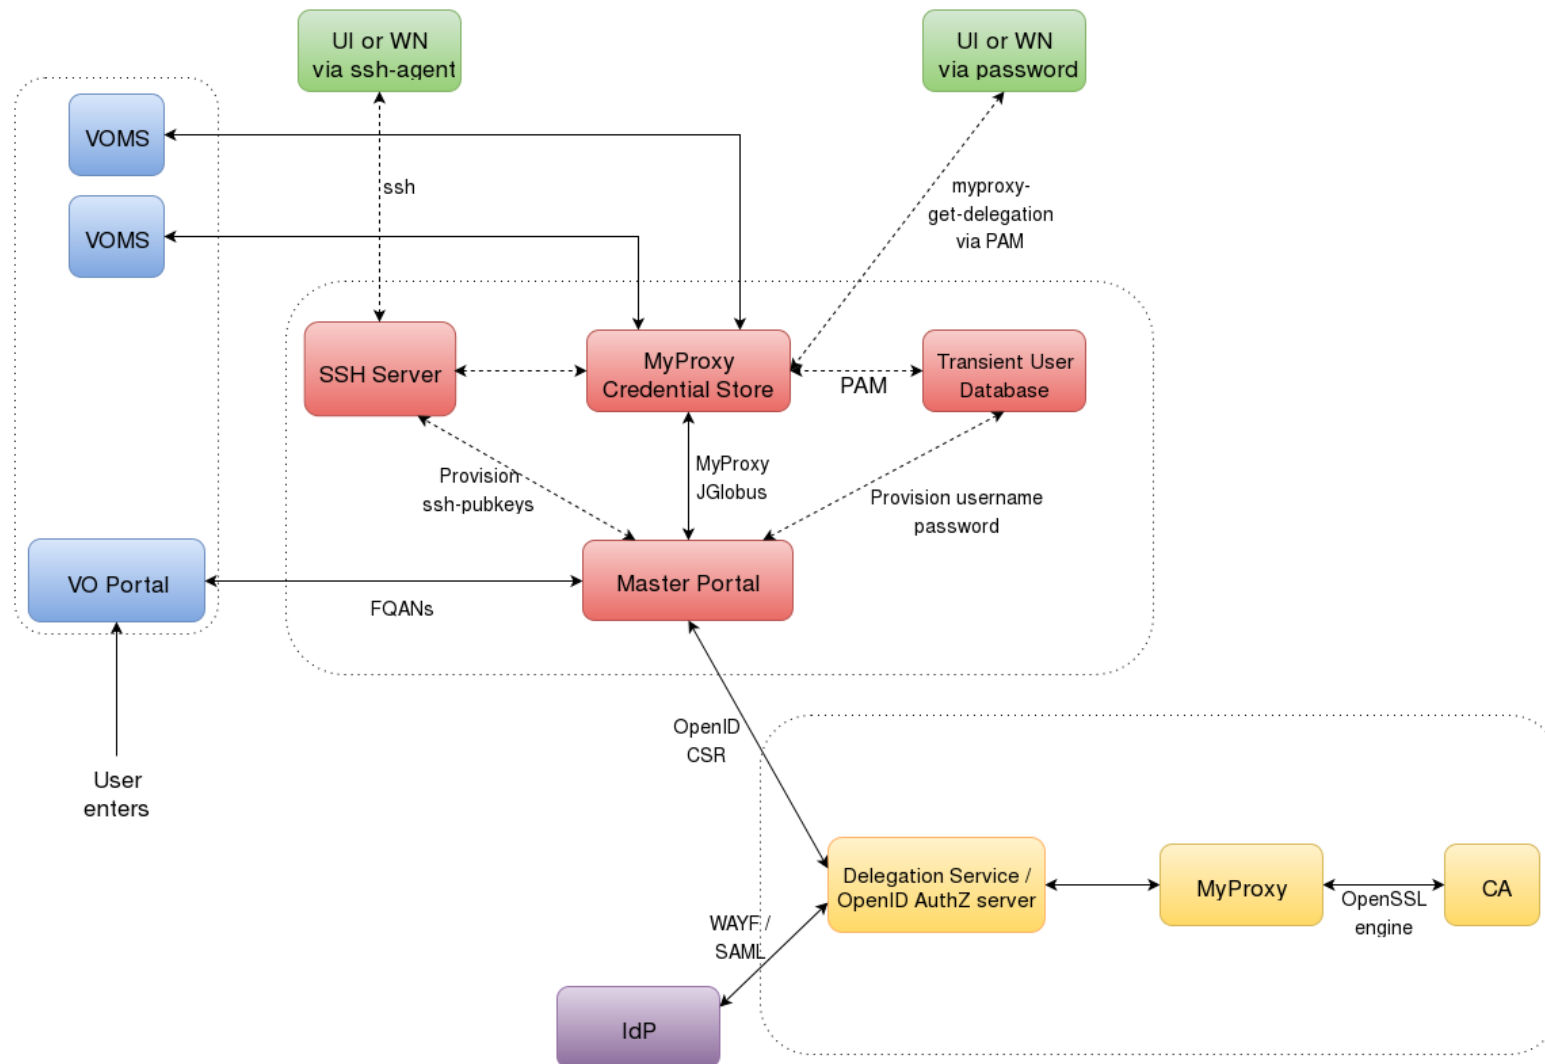 UI or WN
via ssh-agent
UI or WN
via password
VOMS
ssh
myproxy-
get-delegation
via PAM
VOMS
SSH Server
MyProxy
Credential Store
PAM
Transient User
Database
Provision
ssh-pubkeys
MyProxy
JGlobus
Provision username
password
VO Portal
FQANs
Master Portal
User
enters
OpenID
CSR
Delegation Service /
OpenID AuthZ server
MyProxy
OpenSSL
engine
CA
WAYF /
SAML
IdP